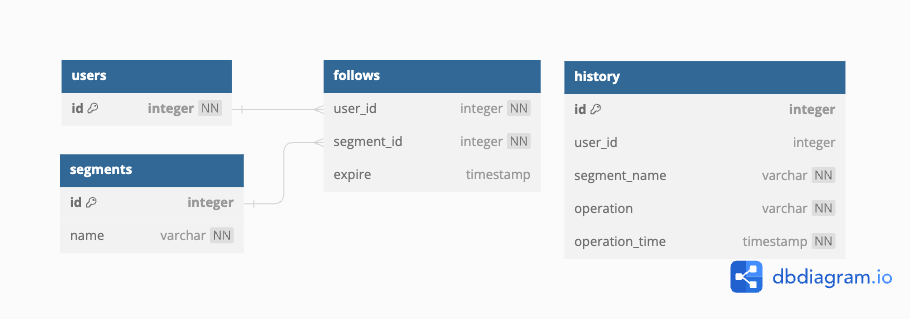 users
id integer NN
segments
id integer
name varchar NN
follows
user_id integer NN
segment_id integer NN
expire timestamp
history
id integer
user_id integer
segment_name varchar NN
operation varchar NN
operation_time timestamp NN
dbdiagram.io